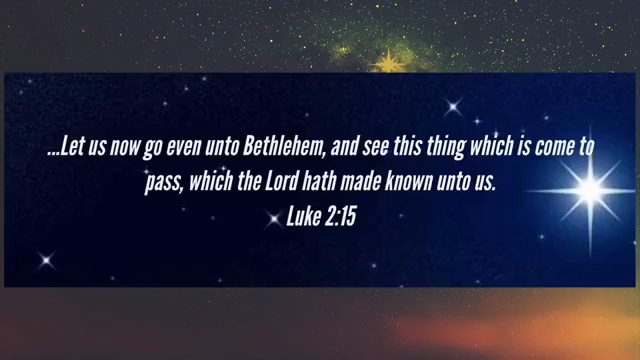 ...Let us now go even unto Bethlehem, and see this thing which is come to
pass, which the Lord hath made known unto us.
Luke 2:15